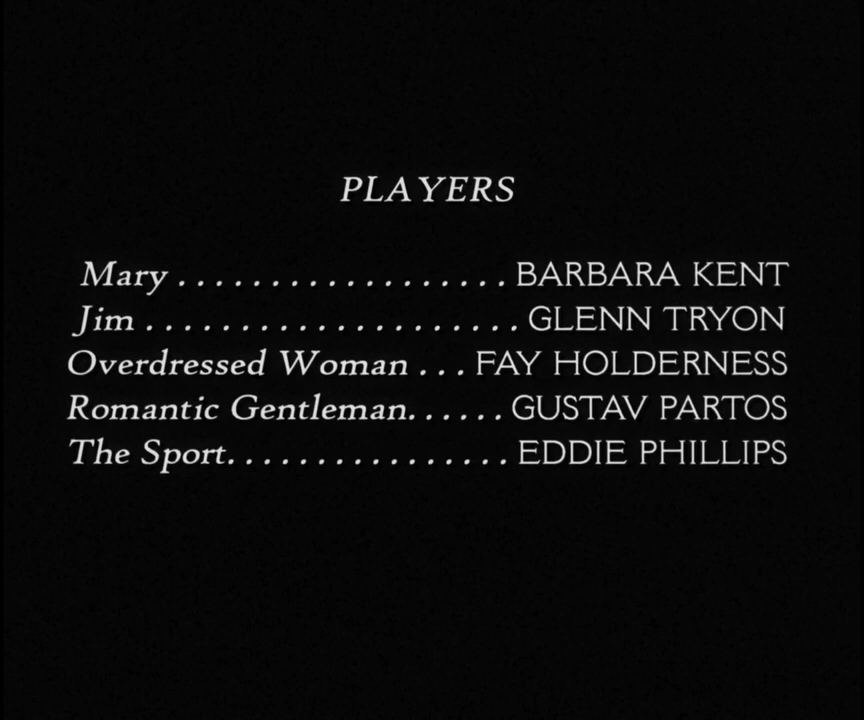 PLAYERS
Mary . . . . . . . . . . . . . . . . . . BARBARA KENT
Jim . . . . . . . . . . . . . . . . . . . . . GLENN TRYON
Overdressed Woman . . . FAY HOLDERNESS
Romantic Gentleman. . . . . . GUSTAV PARTOS
The Sport. . . . . . . . . . . . . . . . EDDIE PHILLIPS